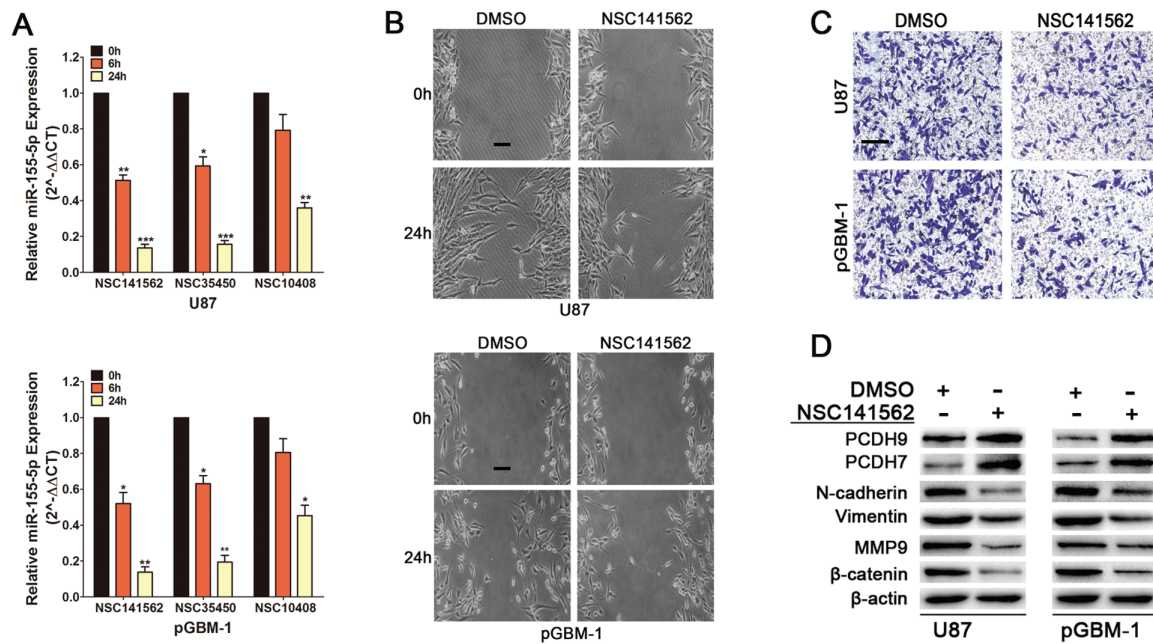 A
Relative miR-155-5p Expression
(2^-ΔΔCT)
0h
6h
24h
1.2
1.0
0.8
0.6
0.4
0.2
0.0
**
***
*
***
**
NSC141562 NSC35450 NSC10408
U87
Relative miR-155-5p Expression
(2^-ΔΔCT)
0h
6h
24h
1.2
1.0
0.8
0.6
0.4
0.2
0.0
*
**
*
**
*
NSC141562 NSC35450 NSC10408
pGBM-1
B
DMSO NSC141562
0h
24h
U87
DMSO NSC141562
0h
24h
pGBM-1
C
DMSO NSC141562
U87
pGBM-1
D
DMSO + - + -
NSC141562 - + - +
PCDH9
PCDH7
N-cadherin
Vimentin
MMP9
β-catenin
β-actin
U87 pGBM-1